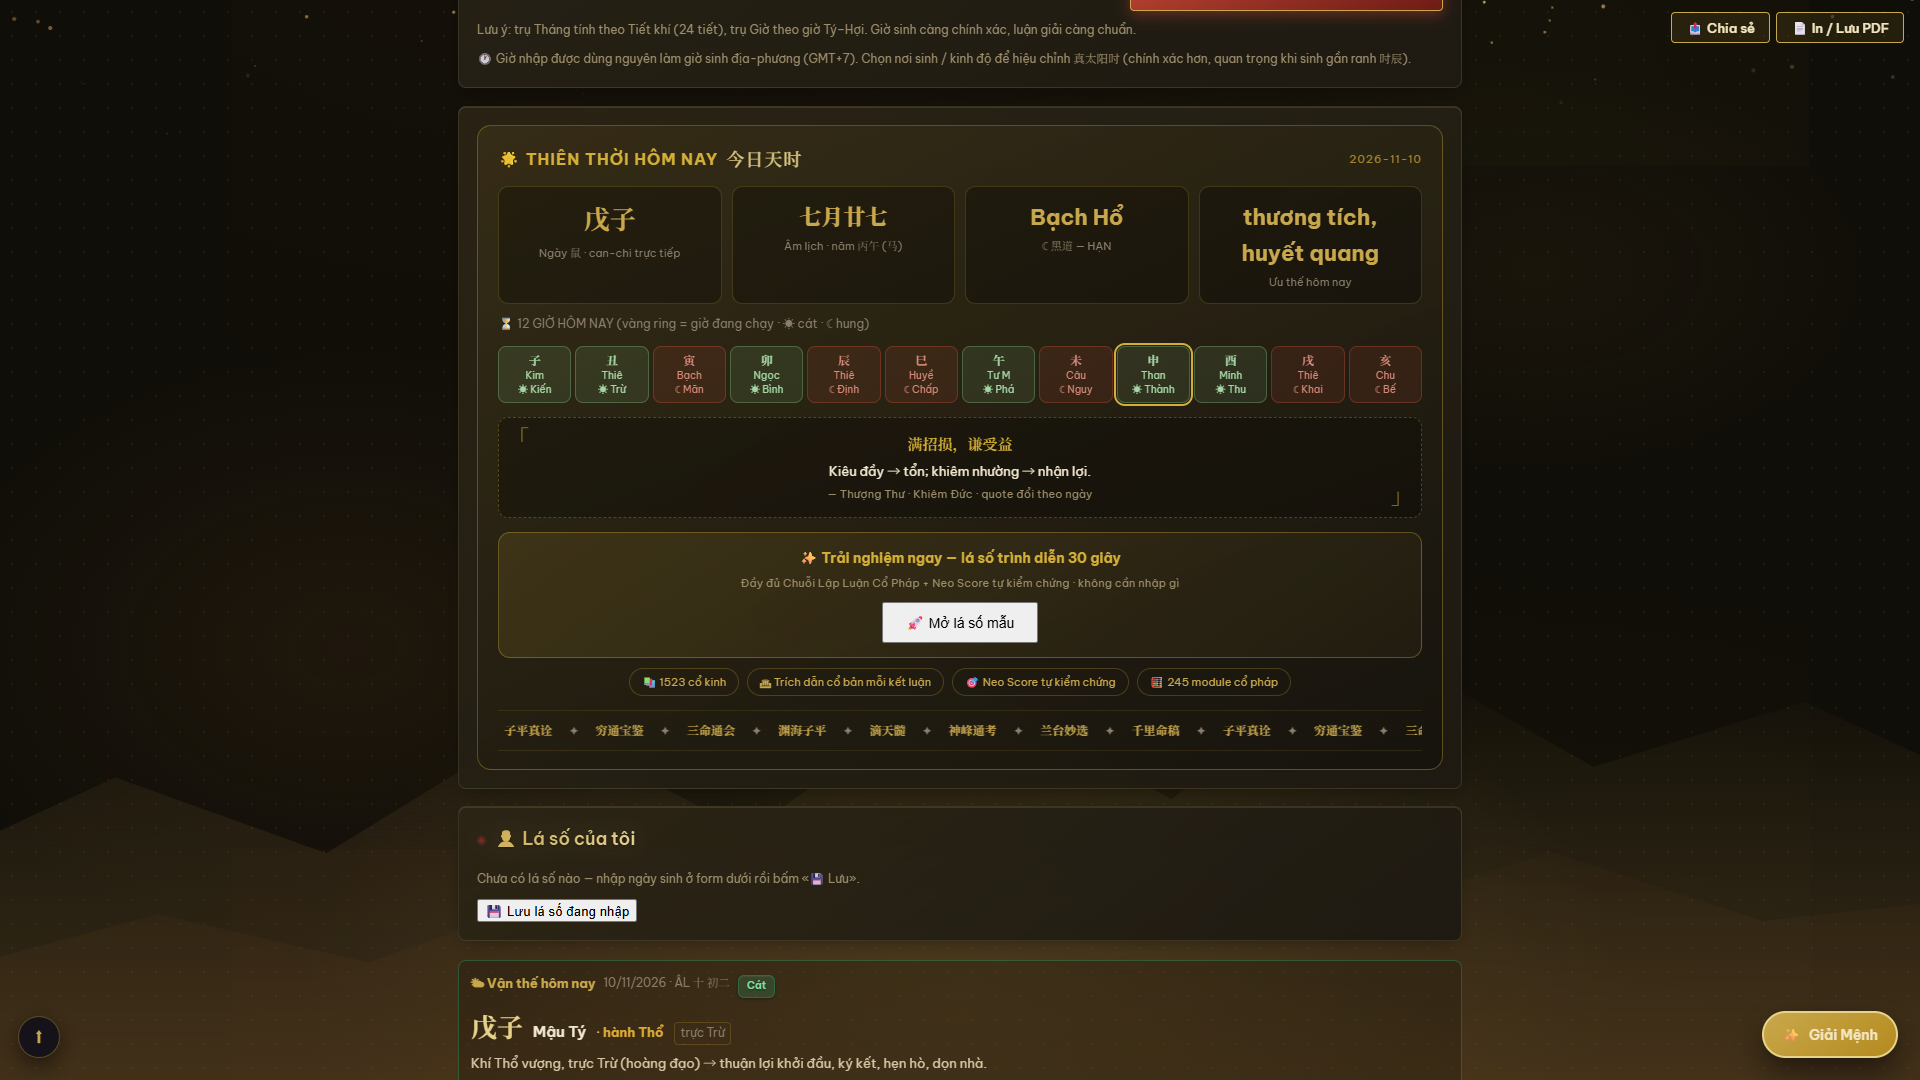 Lưu ý: trụ Tháng tính theo Tiết khí (24 tiết), trụ Giờ theo giờ Tý–Hợi. Giờ sinh càng chính xác, luận giải càng chuẩn.
🕐 Giờ nhập được dùng nguyên làm giờ sinh địa-phương (GMT+7). Chọn nơi sinh / kinh độ để hiệu chỉnh 真太阳时 (chính xác hơn, quan trọng khi sinh gần ranh 时辰).
📤 Chia sẻ
📄 In / Lưu PDF
THIÊN THỜI HÔM NAY 今日天时
2026-11-10
戊子
Ngày 鼠 · can-chi trực tiếp
七月廿七
Âm lịch · năm 丙午 (马)
Bạch Hổ
☾ 黑道 — HẠN
thương tích,
huyết quang
Ưu thế hôm nay
⏳ 12 GIỜ HÔM NAY (vàng ring = giờ đang chạy · ☀ cát · ☾ hung)
子 丑 寅 卯 辰 巳 午 未 申 酉 戌 亥
Kim Thiê Bạch Ngọc Thiê Huyề Tư M Câu Than Minh Thiê Chu
☀ Kiến ☀ Trừ ☾ Mãn ☀ Bình ☾ Định ☾ Chấp ☀ Phá ☾ Nguy ☀ Thành ☀ Thu ☾ Khai ☾ Bế
「
满招损，谦受益
Kiêu đầy → tổn; khiêm nhường → nhận lợi.
— Thượng Thư · Khiêm Đức · quote đổi theo ngày
」
✨ Trải nghiệm ngay — lá số trình diễn 30 giây
Đầy đủ Chuỗi Lập Luận Cổ Pháp + Neo Score tự kiểm chứng · không cần nhập gì
🚀 Mở lá số mẫu
📚 1523 cổ kinh
Trích dẫn cổ bản mỗi kết luận
🎯 Neo Score tự kiểm chứng
🧮 245 module cổ pháp
子平真诠 ✦ 穷通宝鉴 ✦ 三命通会 ✦ 渊海子平 ✦ 滴天髓 ✦ 神峰通考 ✦ 兰台妙选 ✦ 千里命稿 ✦ 子平真诠 ✦ 穷通宝鉴 ✦ 三
👤 Lá số của tôi
Chưa có lá số nào — nhập ngày sinh ở form dưới rồi bấm «💾 Lưu».
💾 Lưu lá số đang nhập
Vận thế hôm nay 10/11/2026 · ÂL 十 初二 Cát
戊子 Mậu Tý · hành Thổ trực Trừ
Khí Thổ vượng, trực Trừ (hoàng đạo) → thuận lợi khởi đầu, ký kết, hẹn hò, dọn nhà.
✨ Giải Mệnh